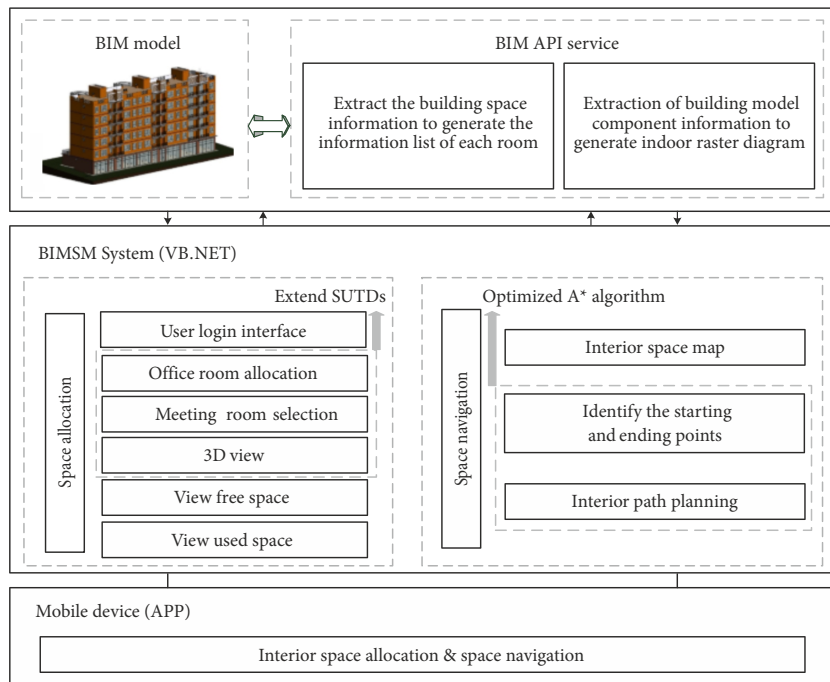 BIM model
BIM API service
Extract the building space
information to generate the
information list of each room
Extraction of building model
component information to
generate indoor raster diagram
BIMSM System (VB.NET)
Extend SUTDs
Space allocation
User login interface
Office room allocation
Meeting room selection
3D view
View free space
View used space
Optimized A* algorithm
Space navigation
Interior space map
Identify the starting
and ending points
Interior path planning
Mobile device (APP)
Interior space allocation & space navigation